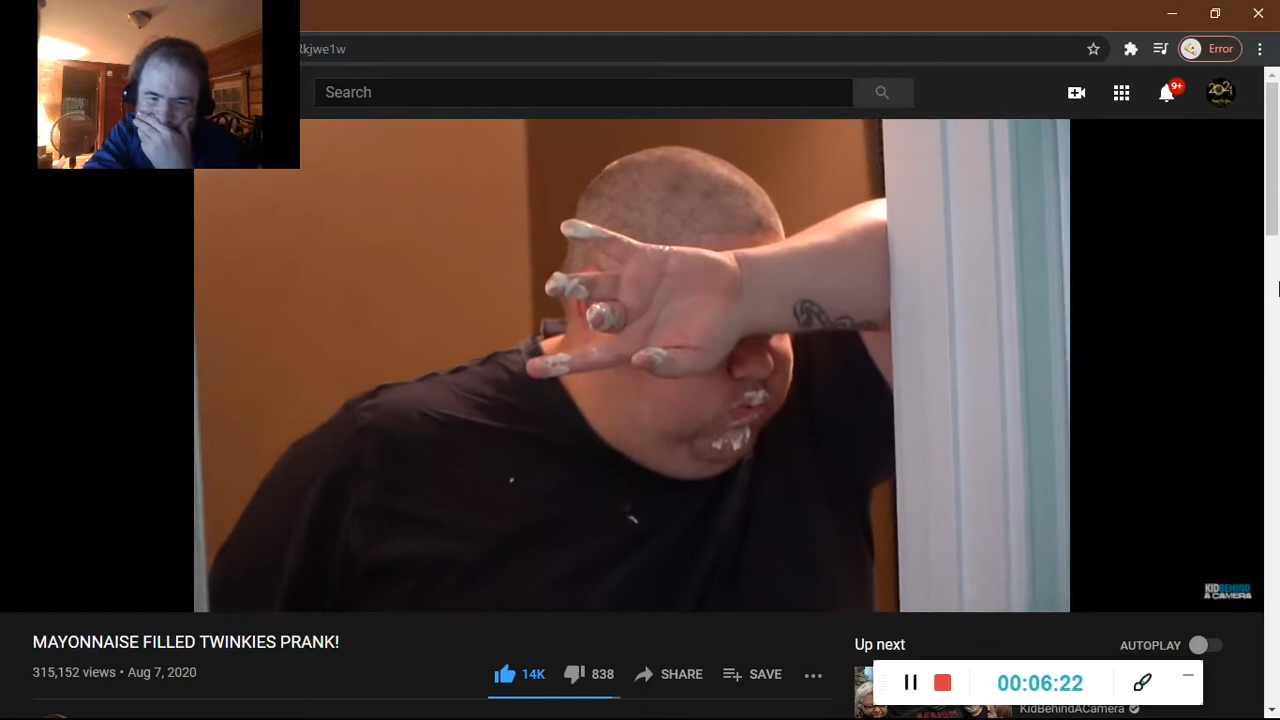 Rkjwe1w
Error
Search
9+
2021
KIDBEHIND
A CAMERA
MAYONNAISE FILLED TWINKIES PRANK!
315,152 views • Aug 7, 2020
14K
838
SHARE
SAVE
Up next
AUTOPLAY
00:06:22
KidBehindACamera